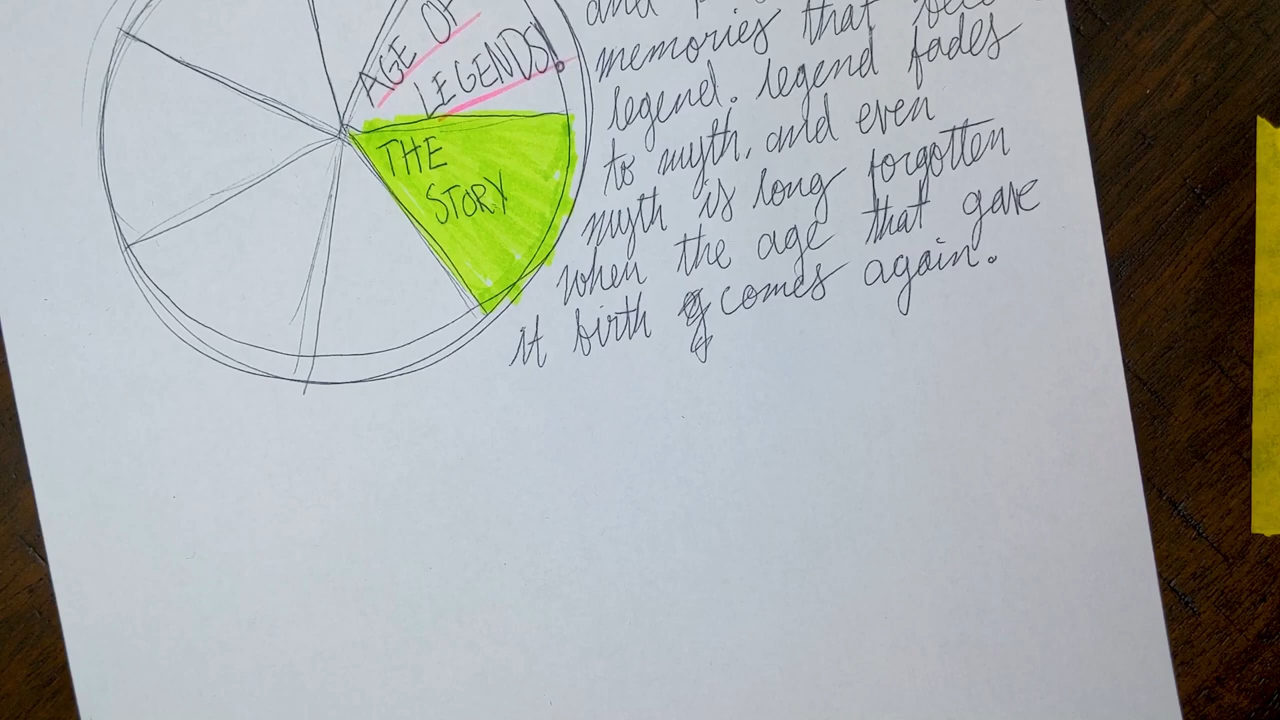 AGE OF
LEGENDS!
THE
STORY
and
memories that
legend. legend fades
to myth, and even
myth is long forgotten
when the age that gave
it birth comes again.